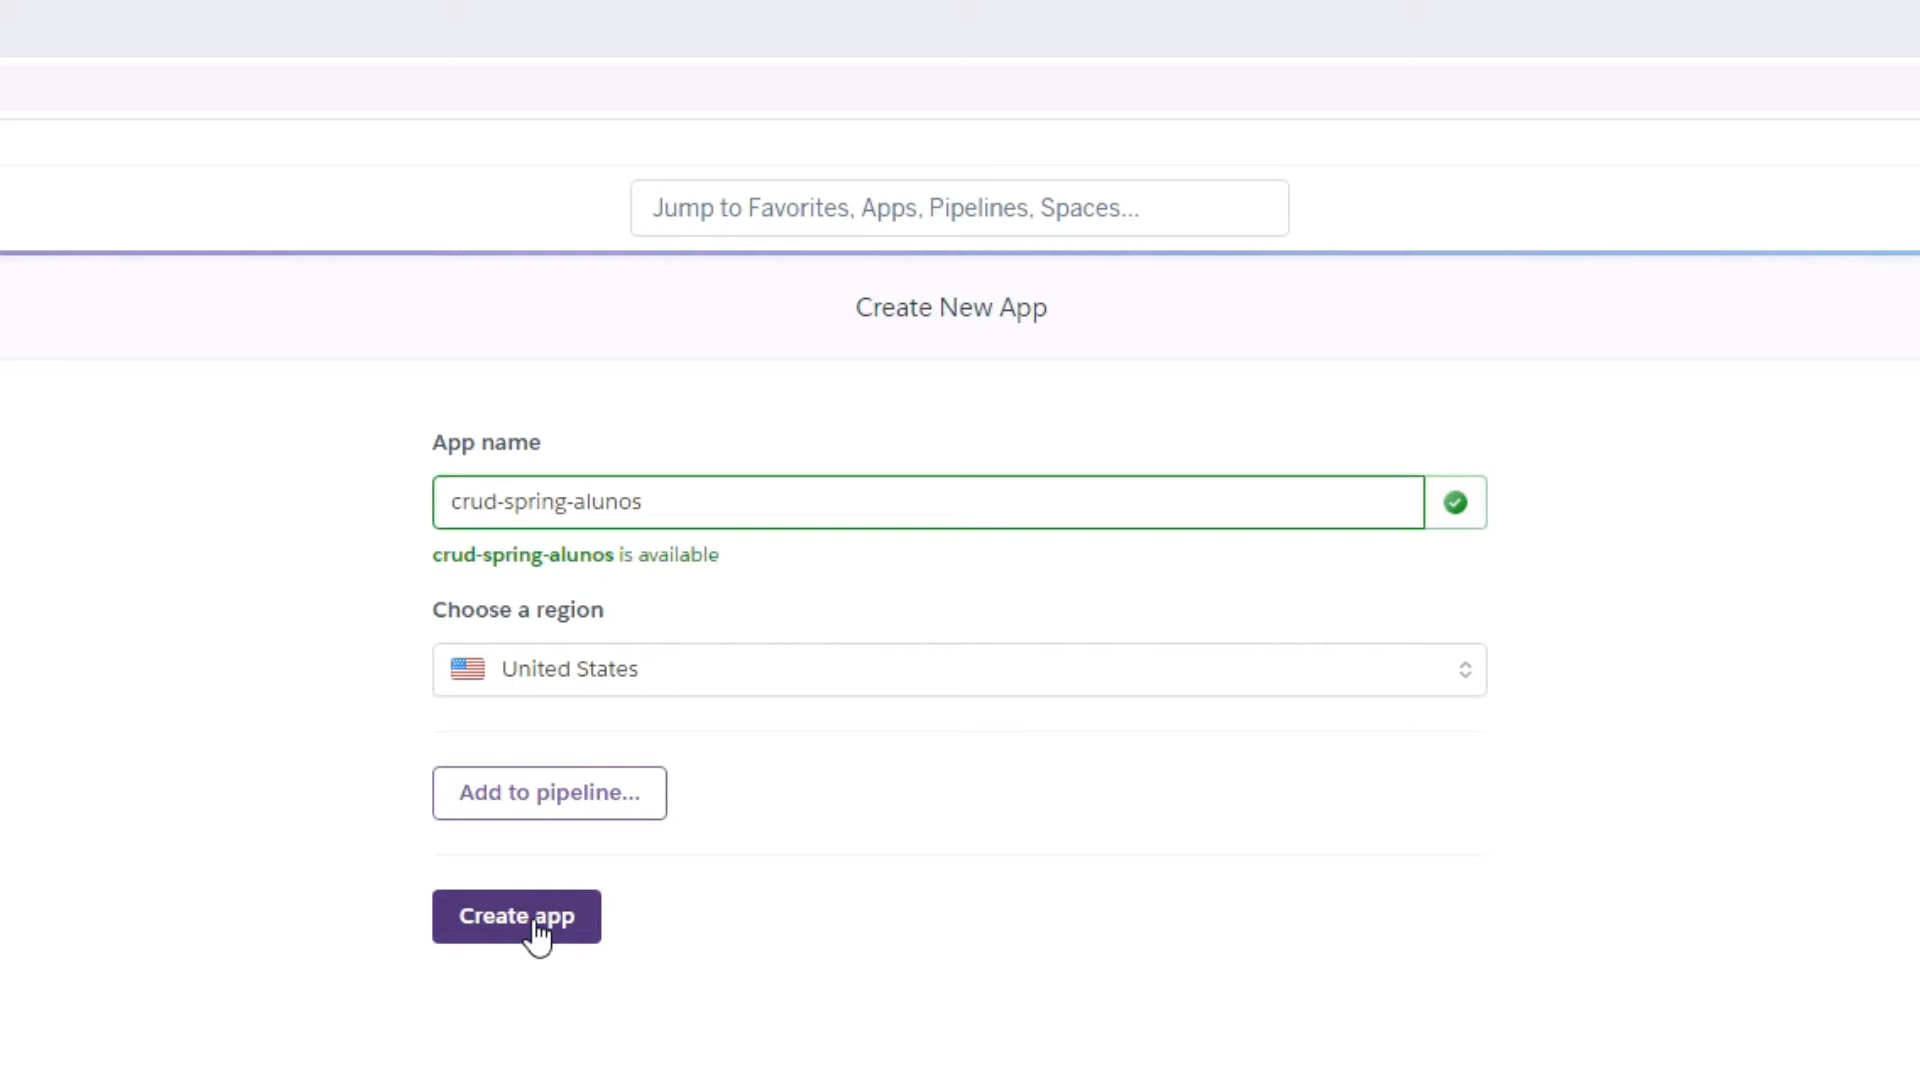 Jump to Favorites, Apps, Pipelines, Spaces...
Create New App
App name
crud-spring-alunos
crud-spring-alunos is available
Choose a region
United States
Add to pipeline...
Create app